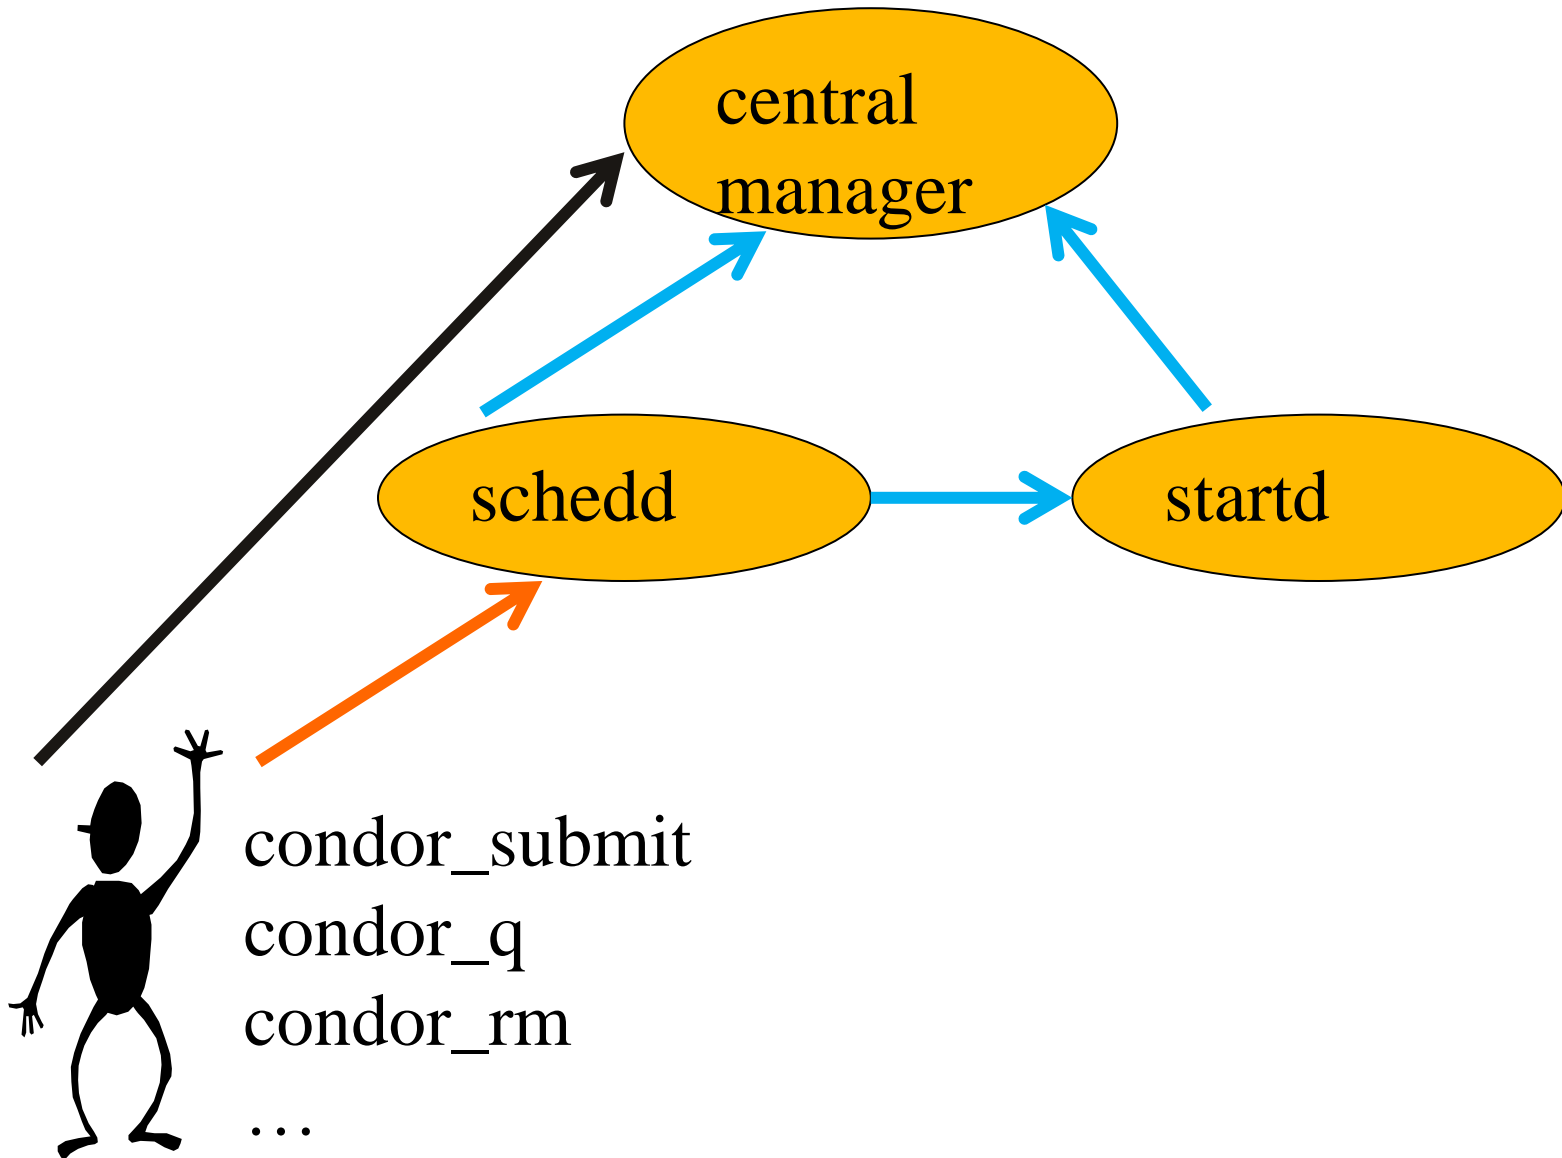 central
manager
schedd
startd
condor_submit
condor_q
condor_rm
…